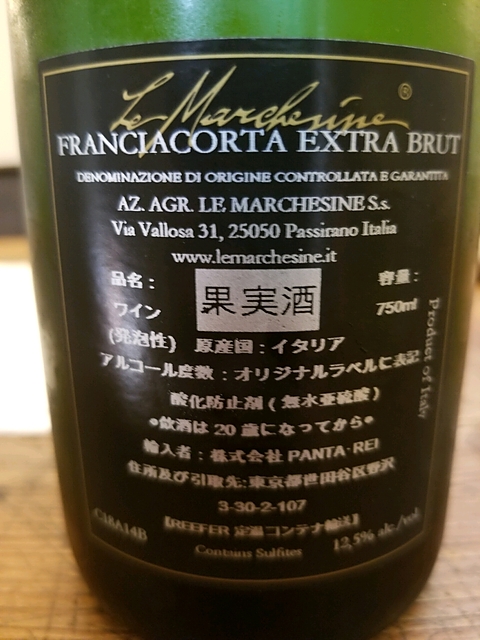 Le Marchesine ®
FRANCIACORTA EXTRA BRUT
DENOMINAZIONE DI ORIGINE CONTROLLATA E GARANTITA
AZ. AGR. LE MARCHESINE S.s.
Via Vallosa 31, 25050 Passirano Italia
www.lemarchesine.it
品名:
ワイン
(発泡性)
果実酒
容量:
750ml
原産国:イタリア
アルコール度数:オリジナルラベルに表記
酸化防止剤(無水亜硫酸)
•飲酒は20歳になってから•
輸入者:株式会社PANTA・REI
住所及び引取先:東京都世田谷区野沢
3-30-2-107
【REEFER 定温コンテナ輸送】
Contains Sulfites
C18A14B
12,5% alc./vol.
Product of Italy